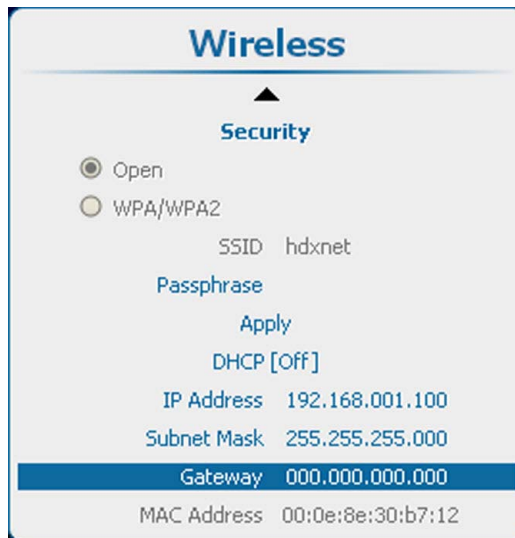 Wireless
Security
Open
WPA/WPA2
SSID hdxnet
Passphrase
Apply
DHCP [Off]
IP Address 192.168.001.100
Subnet Mask 255.255.255.000
Gateway 000.000.000.000
MAC Address 00:0e:8e:30:b7:12